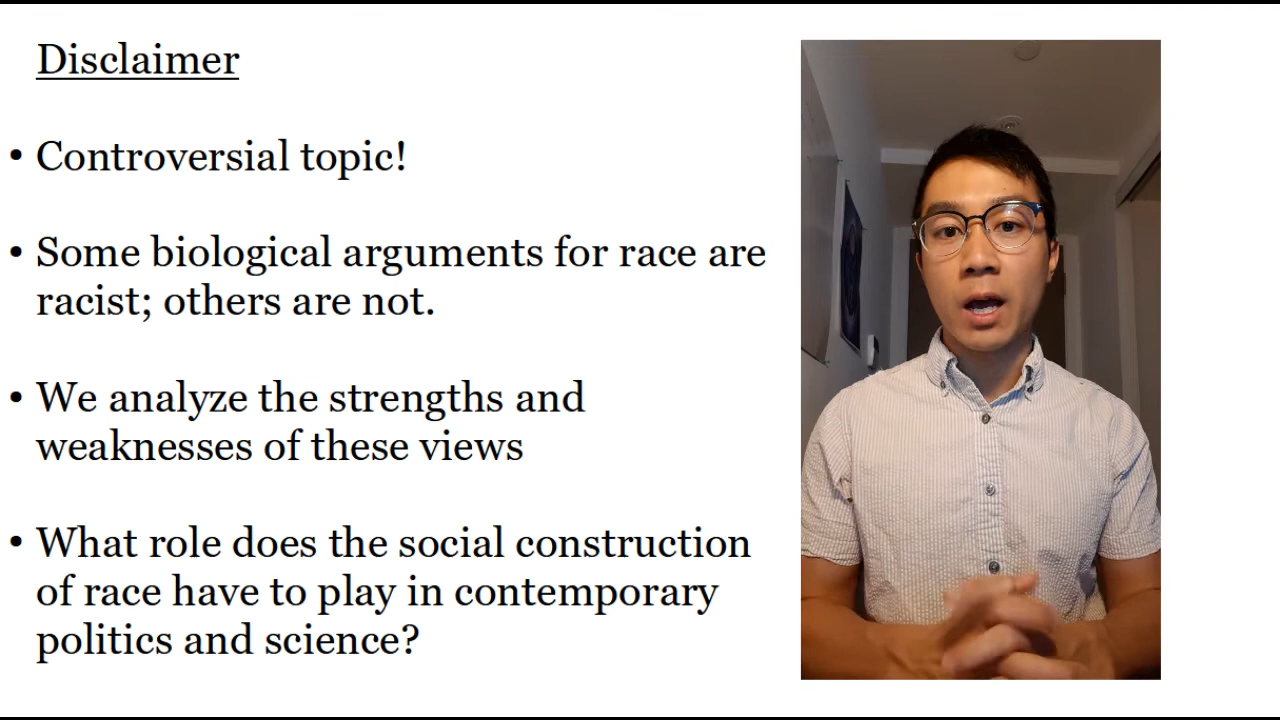 Disclaimer
• Controversial topic!
• Some biological arguments for race are
racist; others are not.
• We analyze the strengths and
weaknesses of these views
• What role does the social construction
of race have to play in contemporary
politics and science?